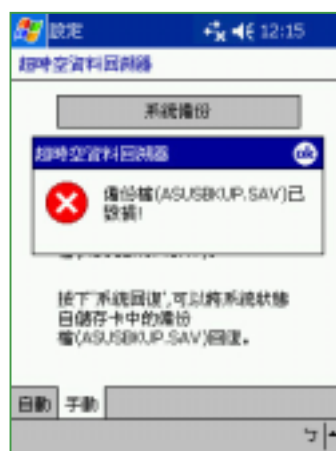 設定 12:15
超時空資料回溯器
系統備份
超時空資料回溯器 ok
備份檔(ASUSBKUP.SAV)已
毀損!
按下'系統回復',可以將系統狀態
自儲存卡中的備份
檔(ASUSBKUP.SAV)回復。
自動 手動
ㄅ